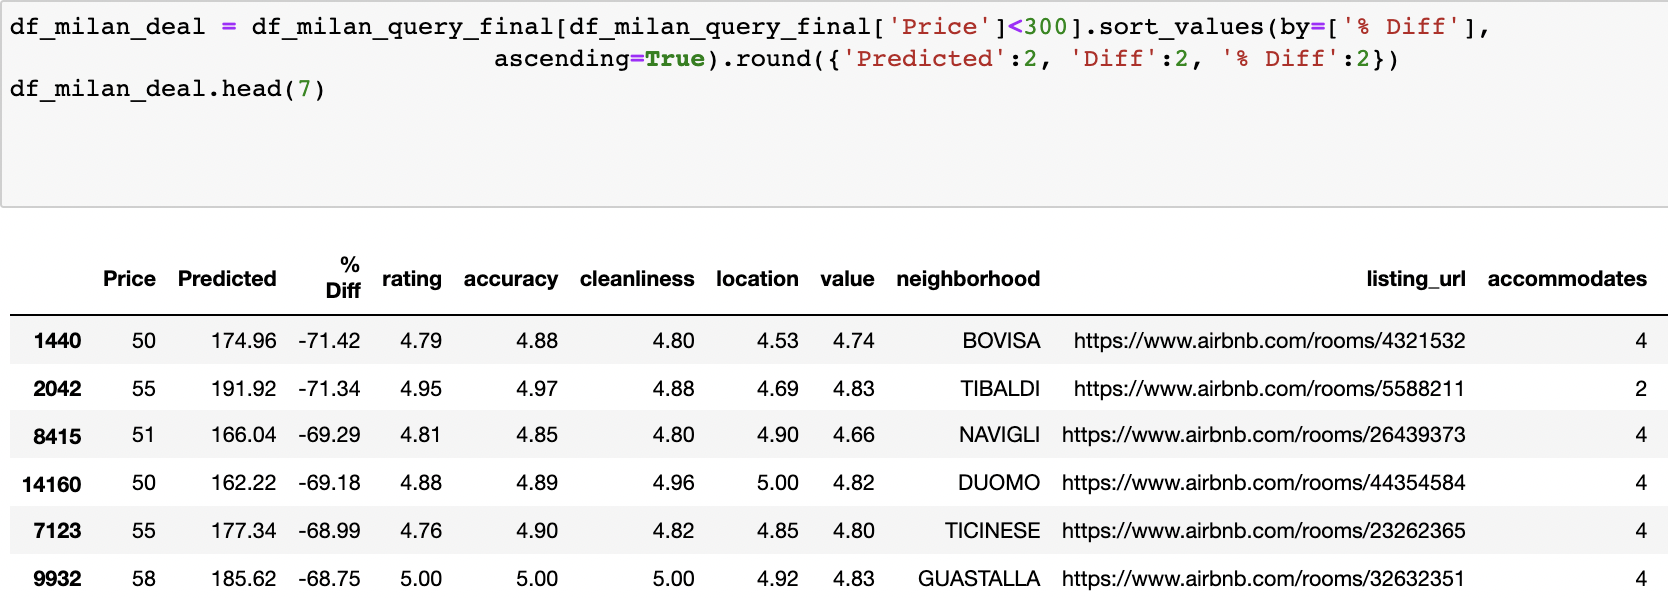 df_milan_deal = df_milan_query_final[df_milan_query_final['Price']<300].sort_values(by=['% Diff'],
ascending=True).round({'Predicted':2, 'Diff':2, '% Diff':2})
df_milan_deal.head(7)
Price Predicted % Diff rating accuracy cleanliness location value neighborhood listing_url accommodates
1440 50 174.96 -71.42 4.79 4.88 4.80 4.53 4.74 BOVISA https://www.airbnb.com/rooms/4321532 4
2042 55 191.92 -71.34 4.95 4.97 4.88 4.69 4.83 TIBALDI https://www.airbnb.com/rooms/5588211 2
8415 51 166.04 -69.29 4.81 4.85 4.80 4.90 4.66 NAVIGLI https://www.airbnb.com/rooms/26439373 4
14160 50 162.22 -69.18 4.88 4.89 4.96 5.00 4.82 DUOMO https://www.airbnb.com/rooms/44354584 4
7123 55 177.34 -68.99 4.76 4.90 4.82 4.85 4.80 TICINESE https://www.airbnb.com/rooms/23262365 4
9932 58 185.62 -68.75 5.00 5.00 5.00 4.92 4.83 GUASTALLA https://www.airbnb.com/rooms/32632351 4